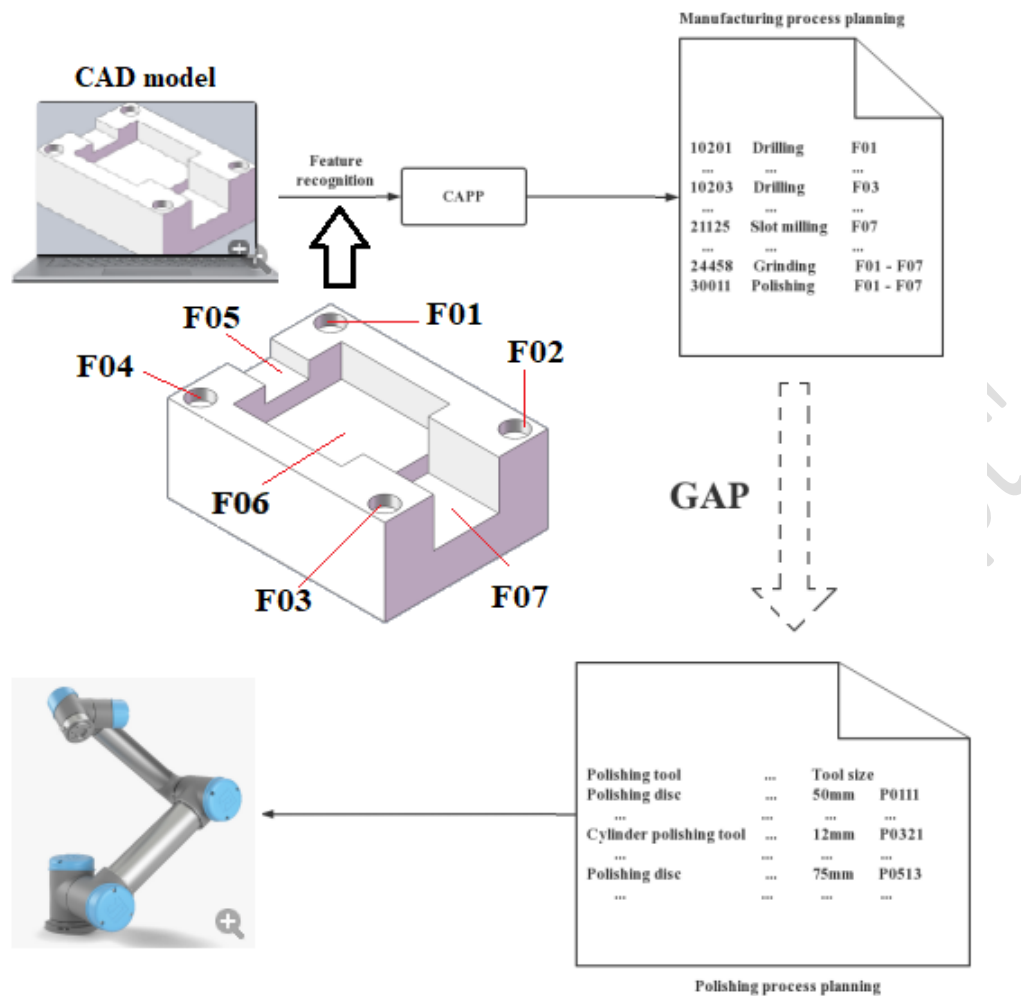 Manufacturing process planning
CAD model
Feature
recognition
CAPP
10201 Drilling F01
... ... ...
10203 Drilling F03
... ... ...
21125 Slot milling F07
... ... ...
24458 Grinding F01 - F07
30011 Polishing F01 - F07
F05
F01
F04
F02
F06
F03
F07
GAP
Polishing tool ... Tool size
Polishing disc ... 50mm P0111
... ... ... ...
Cylinder polishing tool ... 12mm P0321
... ... ... ...
Polishing disc ... 75mm P0513
... ... ... ...
Polishing process planning